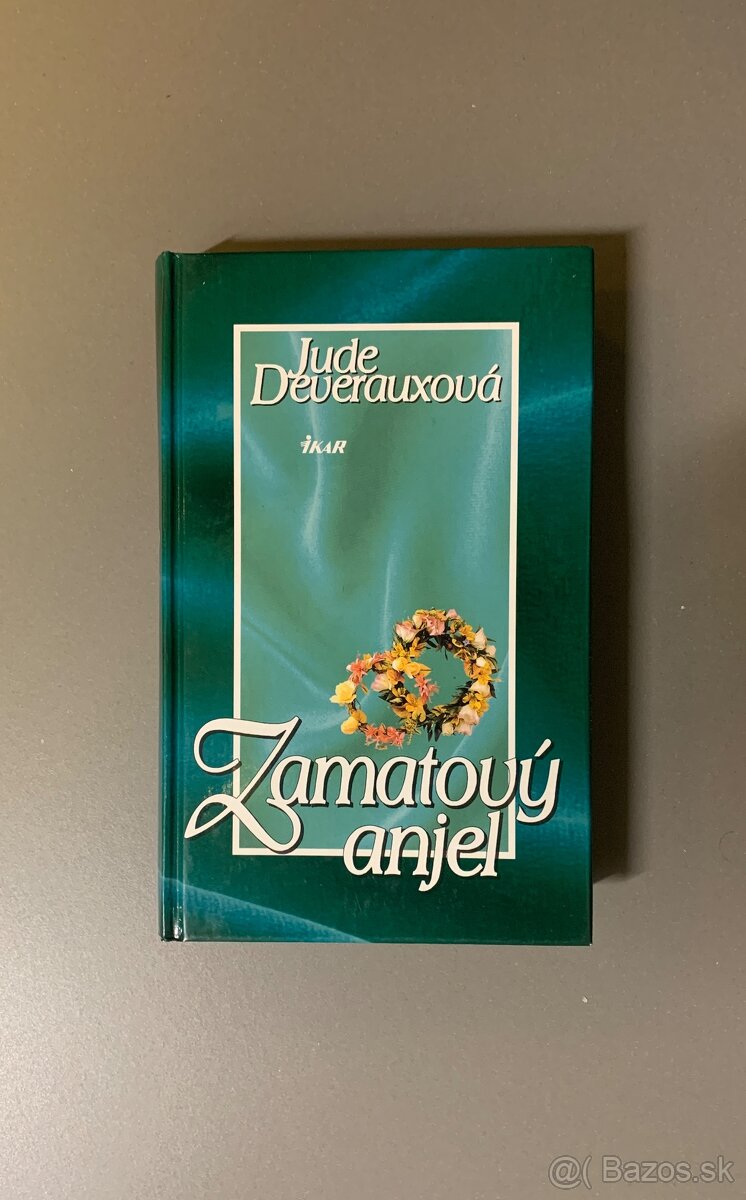 Jude
Deverauxová
iKAR
Zamatový
anjel
@( Bazos.sk